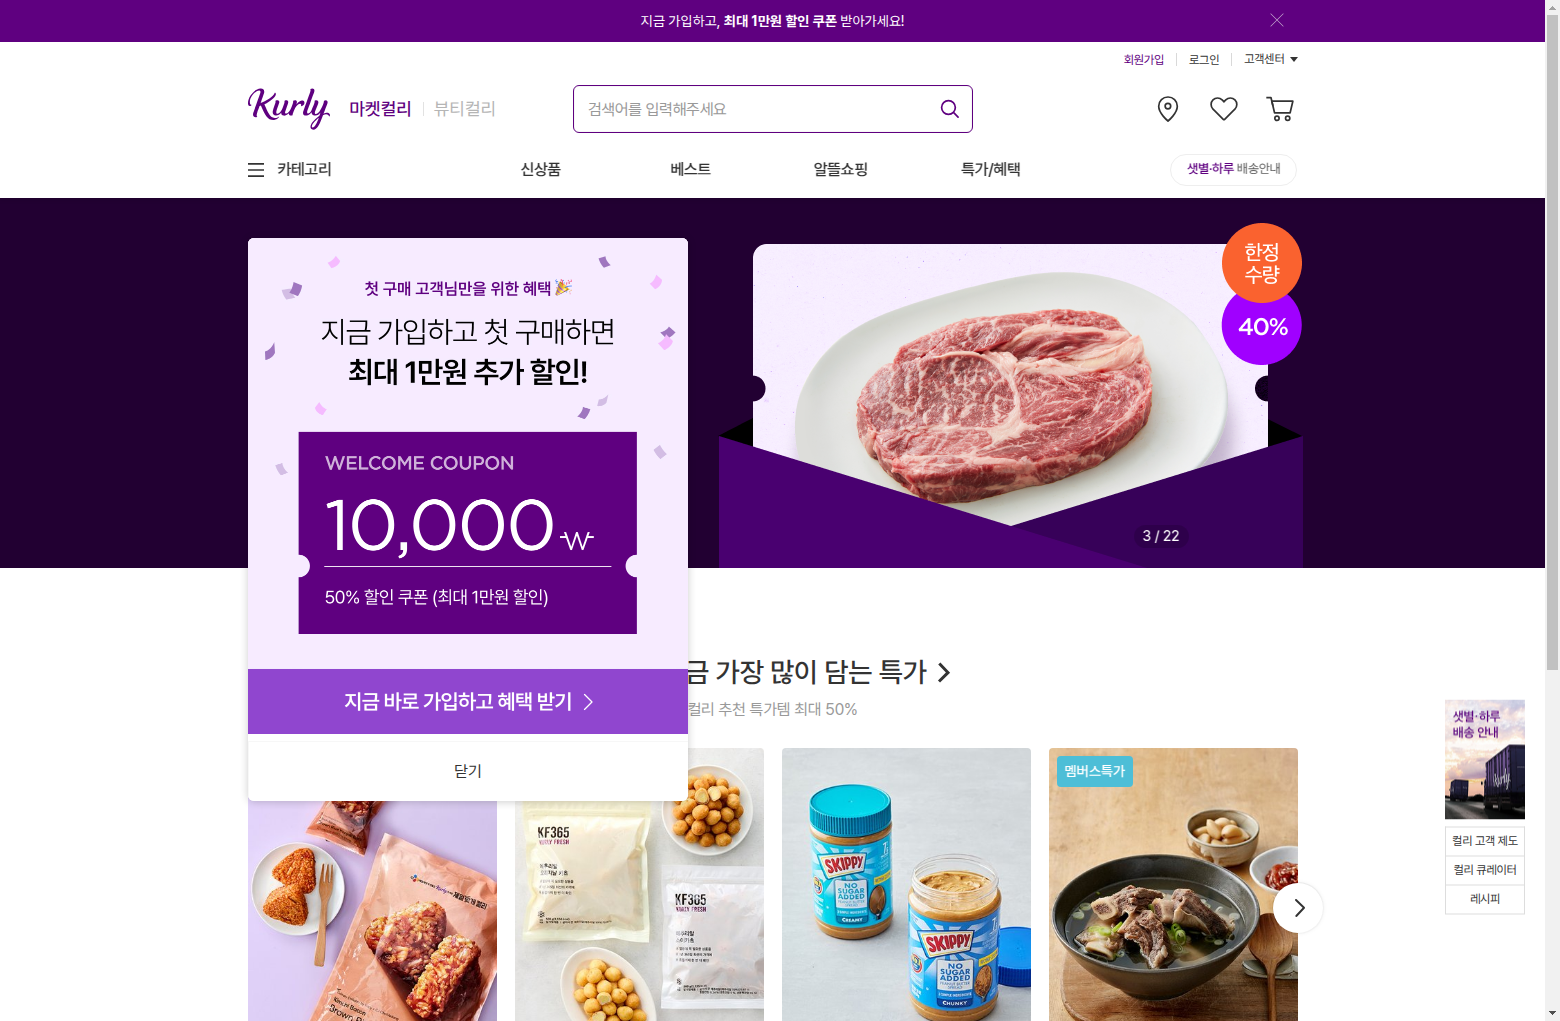 지금 가입하고, 최대 1만원 할인 쿠폰 받아가세요!
회원가입
로그인
고객센터
Kurly
마켓컬리
뷰티컬리
검색어를 입력해주세요
카테고리
신상품
베스트
알뜰쇼핑
특가/혜택
샛별·하루 배송안내
첫 구매 고객님만을 위한 혜택
지금 가입하고 첫 구매하면
최대 1만원 추가 할인!
WELCOME COUPON
10,000₩
50% 할인 쿠폰 (최대 1만원 할인)
지금 바로 가입하고 혜택 받기
닫기
한정
수량
40%
3 / 22
금 가장 많이 담는 특가
컬리 추천 특가템 최대 50%
KF365
KURLY FRESH
KF365
KURLY FRESH
SKIPPY
NO
SUGAR
ADDED
CREAMY
SKIPPY
NO
SUGAR
ADDED
CHUNKY
멤버스특가
샛별·하루
배송 안내
Kurly
컬리 고객 제도
컬리 큐레이터
레시피